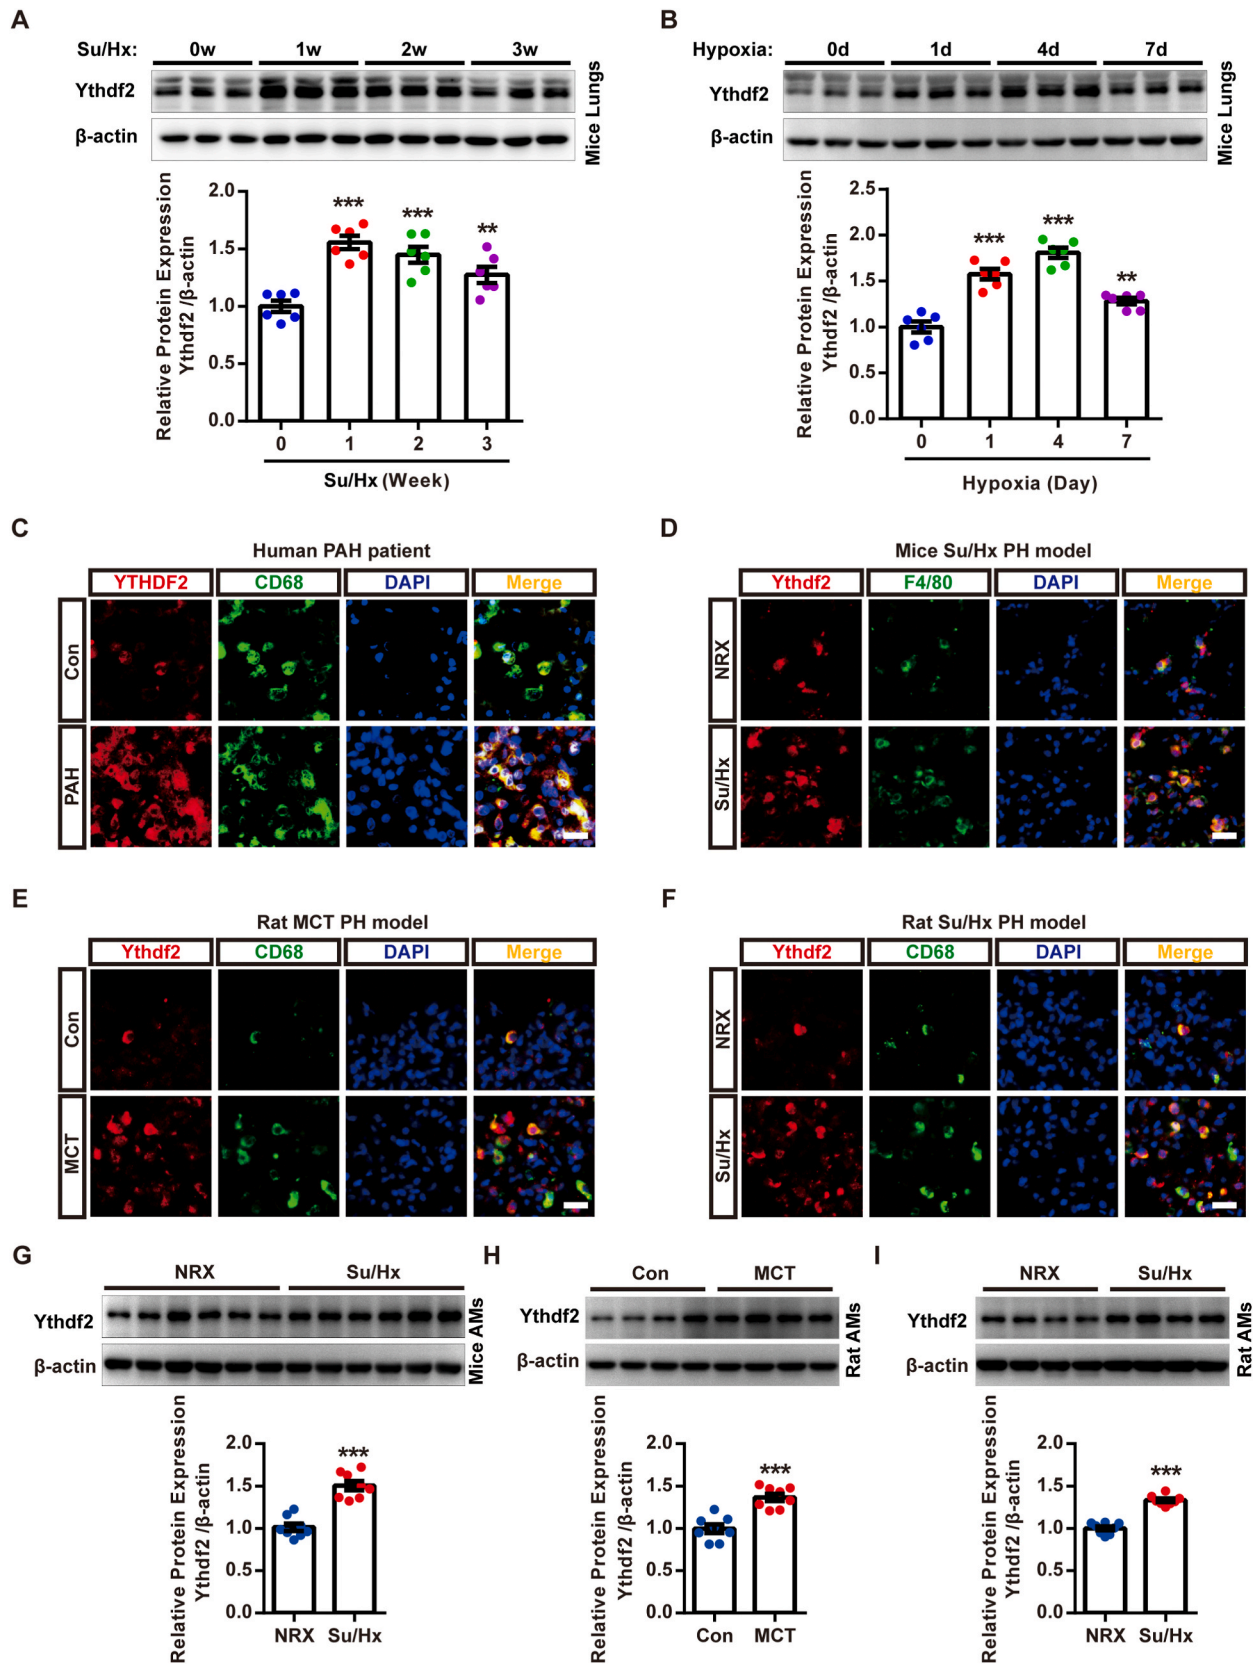 A
Su/Hx: 0w 1w 2w 3w
Ythdf2
β-actin
Mice Lungs
Relative Protein Expression
Ythdf2 /β-actin
2.0
1.5
1.0
0.5
0.0
*** *** **
0 1 2 3
Su/Hx (Week)
B
Hypoxia: 0d 1d 4d 7d
Ythdf2
β-actin
Mice Lungs
Relative Protein Expression
Ythdf2 /β-actin
2.5
2.0
1.5
1.0
0.5
0.0
*** *** **
0 1 4 7
Hypoxia (Day)
C
Human PAH patient
YTHDF2 CD68 DAPI Merge
Con
PAH
D
Mice Su/Hx PH model
Ythdf2 F4/80 DAPI Merge
NRX
Su/Hx
E
Rat MCT PH model
Ythdf2 CD68 DAPI Merge
Con
MCT
F
Rat Su/Hx PH model
Ythdf2 CD68 DAPI Merge
NRX
Su/Hx
G
NRX Su/Hx
Ythdf2
β-actin
Mice AMs
Relative Protein Expression
Ythdf2 /β-actin
2.0
1.5
1.0
0.5
0.0
***
NRX Su/Hx
H
Con MCT
Ythdf2
β-actin
Rat AMs
Relative Protein Expression
Ythdf2 /β-actin
2.0
1.5
1.0
0.5
0.0
***
Con MCT
I
NRX Su/Hx
Ythdf2
β-actin
Rat AMs
Relative Protein Expression
Ythdf2 /β-actin
2.0
1.5
1.0
0.5
0.0
***
NRX Su/Hx